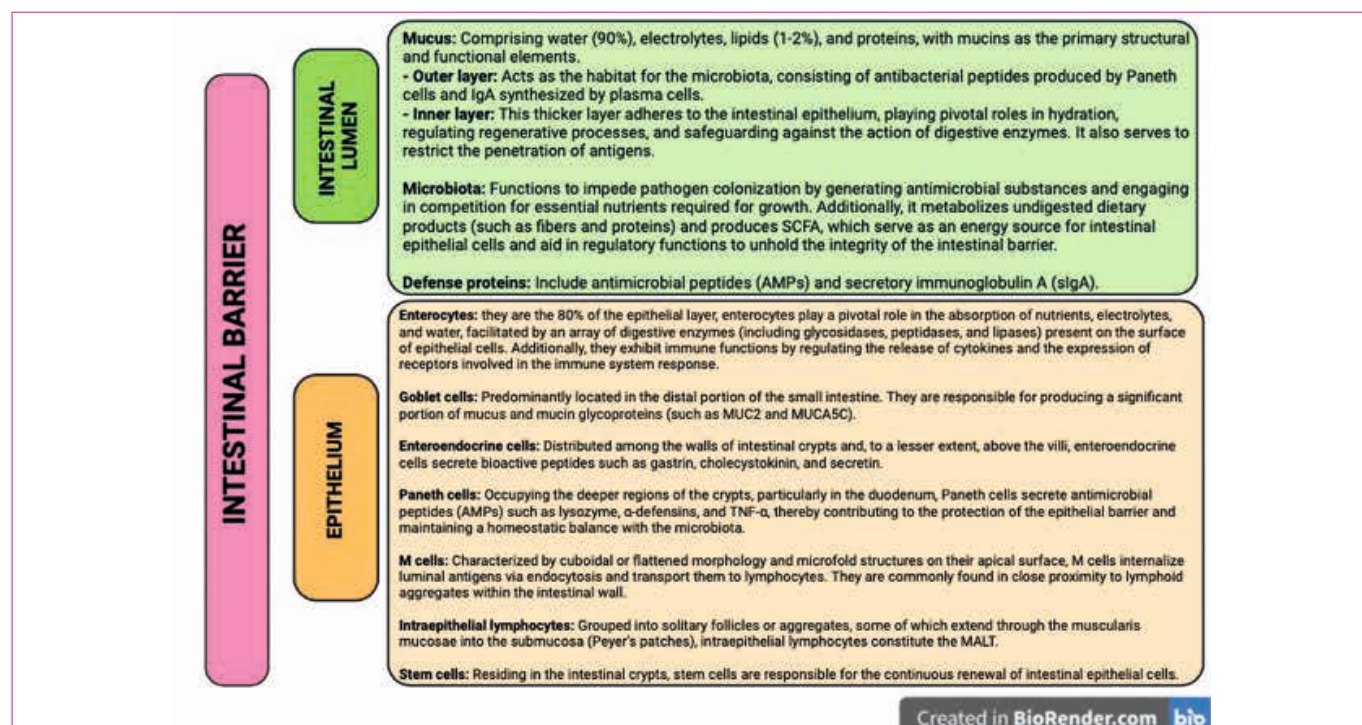 INTESTINAL BARRIER
INTESTINAL
LUMEN
Mucus: Comprising water (90%), electrolytes, lipids (1-2%), and proteins, with mucins as the primary structural
and functional elements.
- Outer layer: Acts as the habitat for the microbiota, consisting of antibacterial peptides produced by Paneth
cells and IgA synthesized by plasma cells.
- Inner layer: This thicker layer adheres to the intestinal epithelium, playing pivotal roles in hydration,
regulating regenerative processes, and safeguarding against the action of digestive enzymes. It also serves to
restrict the penetration of antigens.
Microbiota: Functions to impede pathogen colonization by generating antimicrobial substances and engaging
in competition for essential nutrients required for growth. Additionally, it metabolizes undigested dietary
products (such as fibers and proteins) and produces SCFA, which serve as an energy source for intestinal
epithelial cells and aid in regulatory functions to unhold the integrity of the intestinal barrier.
Defense proteins: Include antimicrobial peptides (AMPs) and secretory immunoglobulin A (sIgA).
EPITHELIUM
Enterocytes: they are the 80% of the epithelial layer, enterocytes play a pivotal role in the absorption of nutrients, electrolytes,
and water, facilitated by an array of digestive enzymes (including glycosidases, peptidases, and lipases) present on the surface
of epithelial cells. Additionally, they exhibit immune functions by regulating the release of cytokines and the expression of
receptors involved in the immune system response.
Goblet cells: Predominantly located in the distal portion of the small intestine. They are responsible for producing a significant
portion of mucus and mucin glycoproteins (such as MUC2 and MUCA5C).
Enteroendocrine cells: Distributed among the walls of intestinal crypts and, to a lesser extent, above the villi, enteroendocrine
cells secrete bioactive peptides such as gastrin, cholecystokinin, and secretin.
Paneth cells: Occupying the deeper regions of the crypts, particularly in the duodenum, Paneth cells secrete antimicrobial
peptides (AMPs) such as lysozyme, α-defensins, and TNF-α, thereby contributing to the protection of the epithelial barrier and
maintaining a homeostatic balance with the microbiota.
M cells: Characterized by cuboidal or flattened morphology and microfold structures on their apical surface, M cells internalize
luminal antigens via endocytosis and transport them to lymphocytes. They are commonly found in close proximity to lymphoid
aggregates within the intestinal wall.
Intraepithelial lymphocytes: Grouped into solitary follicles or aggregates, some of which extend through the muscularis
mucosae into the submucosa (Peyer's patches), intraepithelial lymphocytes constitute the MALT.
Stem cells: Residing in the intestinal crypts, stem cells are responsible for the continuous renewal of intestinal epithelial cells.
Created in BioRender.com bio